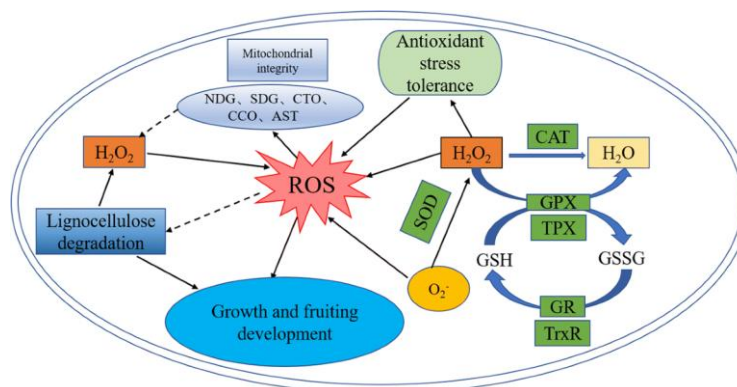 Mitochondrial
integrity
NDG、SDG、CTO、
CCO、AST
Antioxidant
stress
tolerance
H₂O₂
ROS
H₂O₂
CAT
H₂O
Lignocellulose
degradation
SOD
GPX
TPX
GSH
GSSG
O₂⁻
GR
TrxR
Growth and fruiting
development